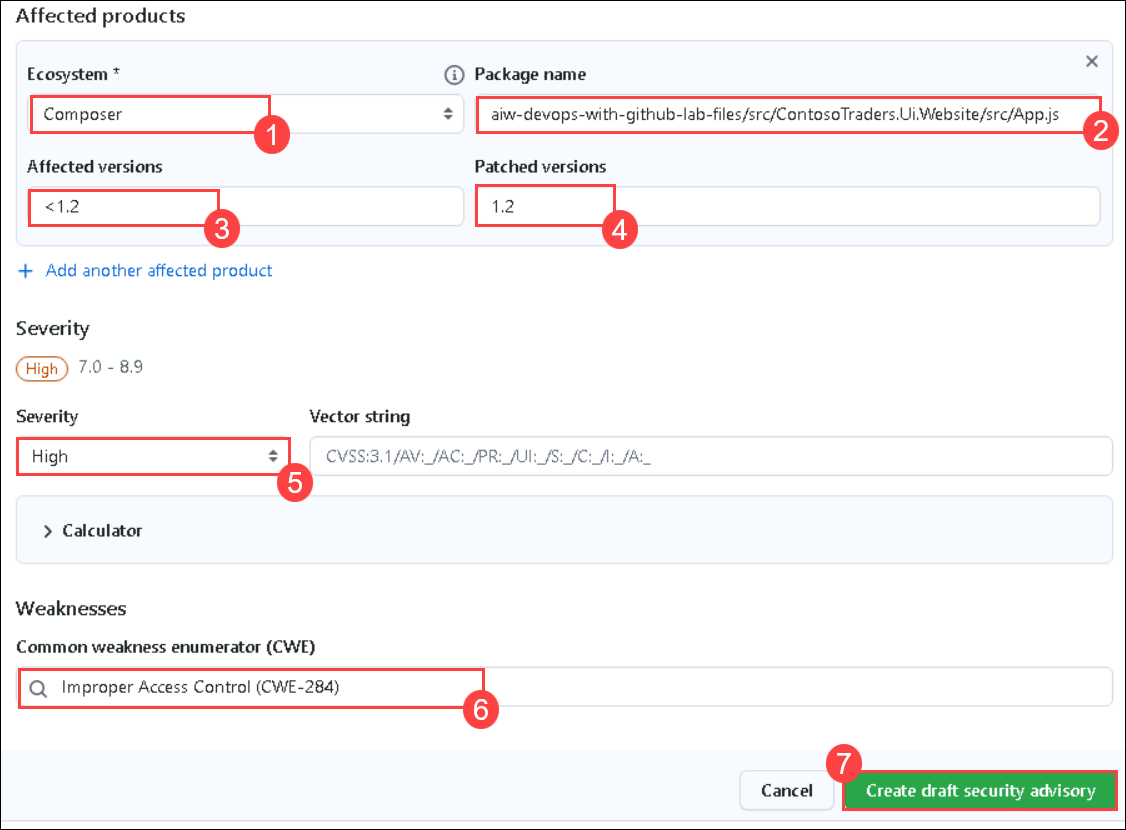 Affected products
Ecosystem *
Package name
Composer
1
aiw-devops-with-github-lab-files/src/ContosoTraders.Ui.Website/src/App.js
2
Affected versions
Patched versions
<1.2
3
1.2
4
+ Add another affected product
Severity
High 7.0 - 8.9
Severity
Vector string
High
5
CVSS:3.1/AV:_/AC:_/PR:_/UI:_/S:_/C:_/I:_/A:_
Calculator
Weaknesses
Common weakness enumerator (CWE)
Improper Access Control (CWE-284)
6
7
Cancel
Create draft security advisory